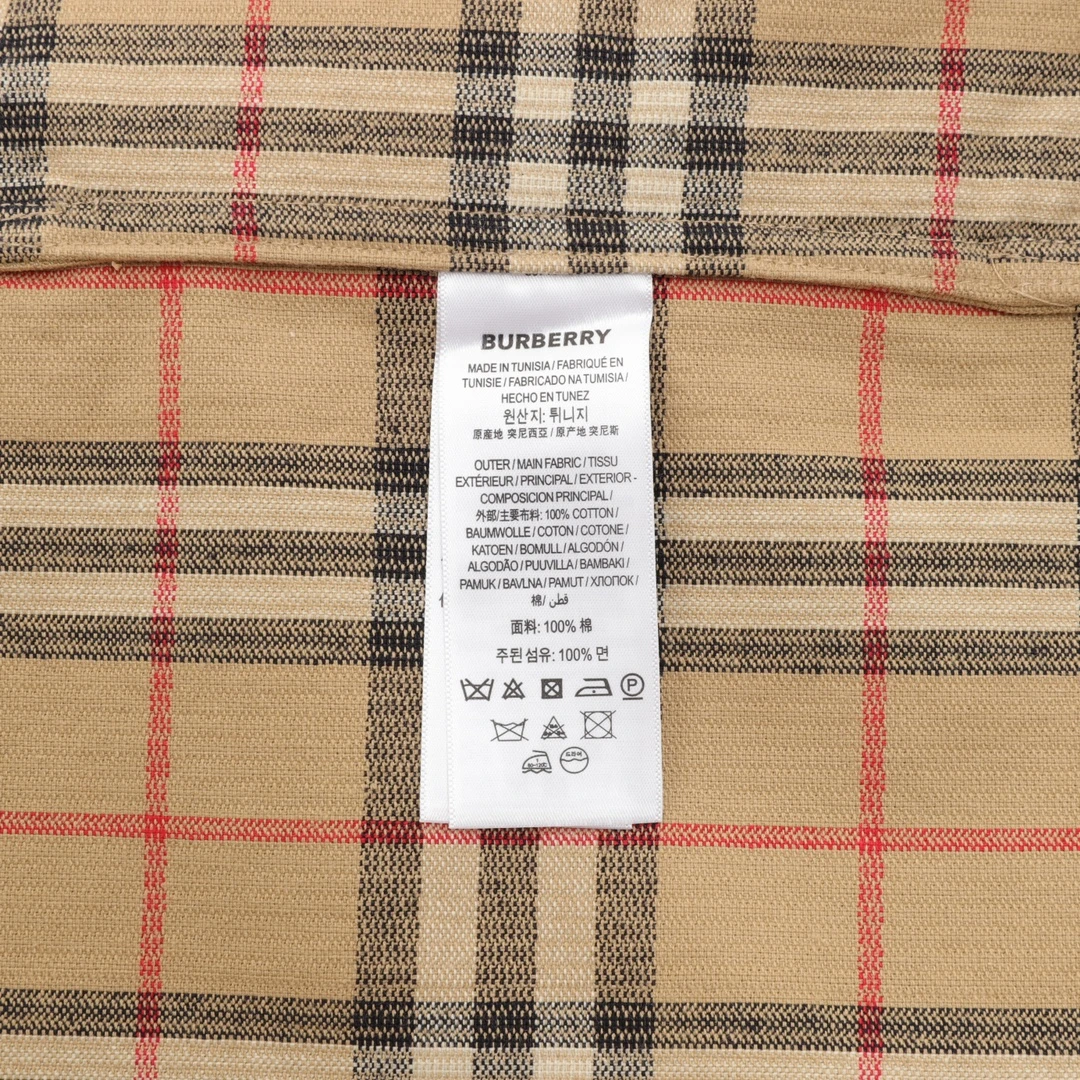 BURBERRY
MADE IN TUNISIA / FABRIQUÉ EN
TUNISIE / FABRICADO NA TUMISIA /
HECHO EN TUNEZ
원산지: 튀니지
原産地 突尼西亞 / 原产地 突尼斯
OUTER / MAIN FABRIC / TISSU
EXTÉRIEUR / PRINCIPAL / EXTERIOR -
COMPOSICION PRINCIPAL /
外部/主要布料: 100% COTTON /
BAUMWOLLE / COTON / COTONE /
KATOEN / BOMULL / ALGODÓN /
ALGODÃO / PUUVILLA / BAMBAKI /
PAMUK / BAVLNA / PAMUT / ХЛОПОК /
棉/ قطن
面料: 100% 棉
주된 섬유: 100% 면
P